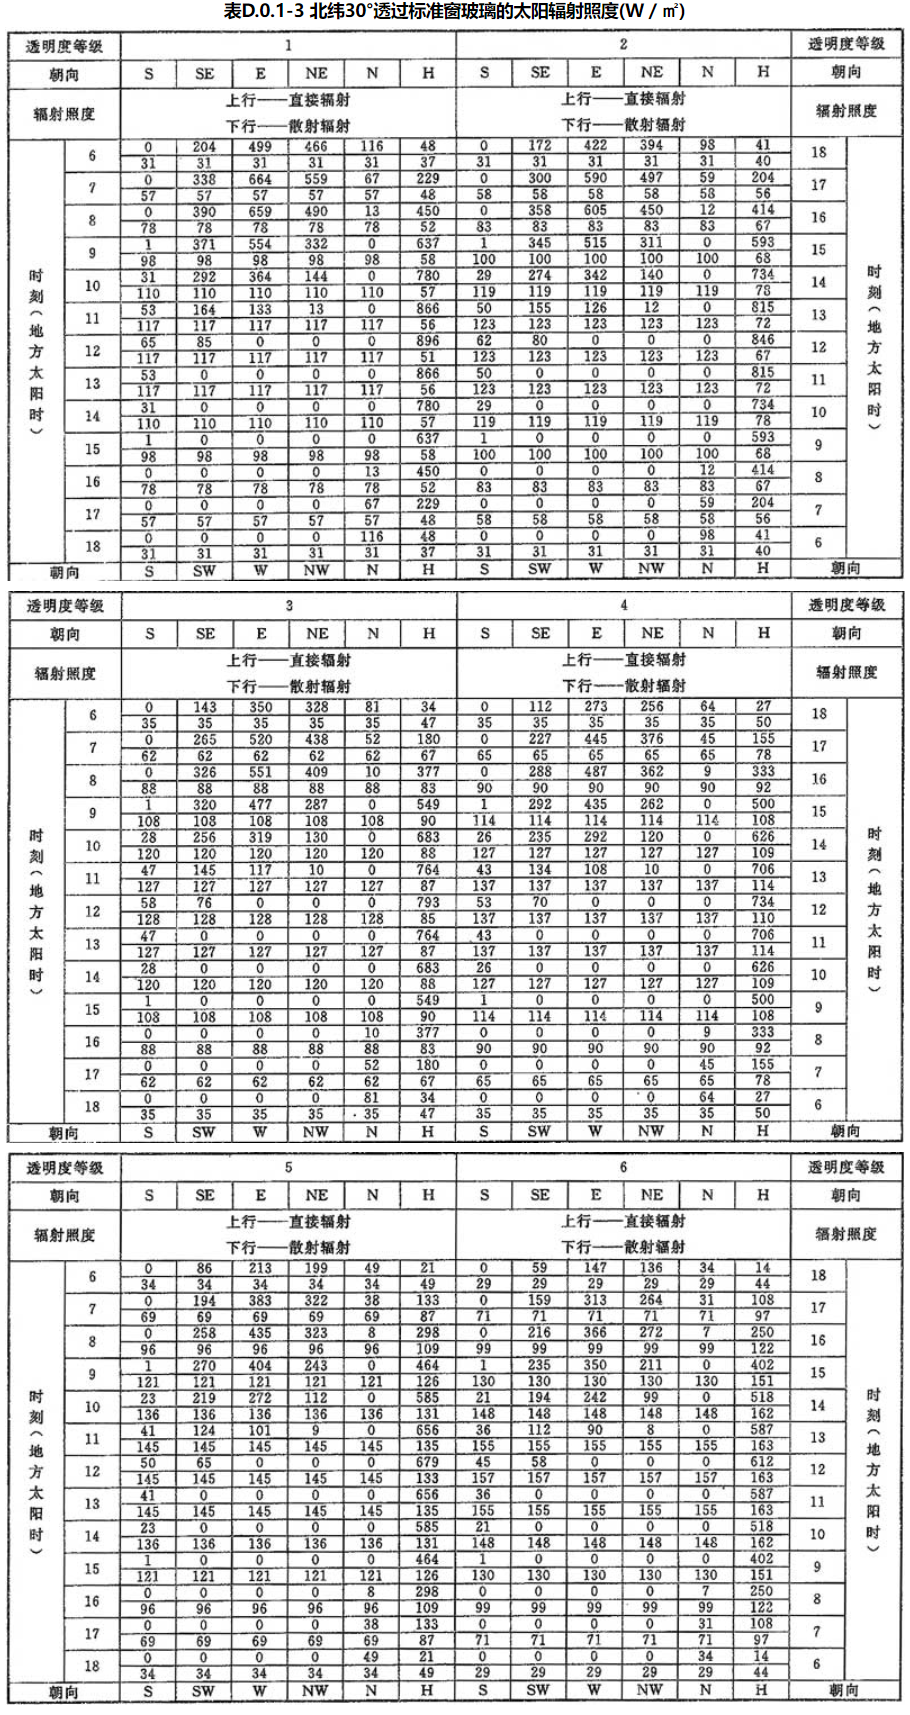 表D.0.1-3 北纬30°透过标准窗玻璃的太阳辐射照度(W / ㎡)
透明度等级 1 2 透明度等级
朝向 S SE E NE N H S SE E NE N H 朝向
辐射照度 上行——直接辐射 上行——直接辐射 辐射照度
下行——散射辐射 下行——散射辐射
时刻(地方太阳时) 时刻(地方太阳时)
6 0 204 499 466 116 48 0 172 422 394 98 41 18
31 31 31 31 31 37 31 31 31 31 31 40
7 0 338 664 559 67 229 0 300 590 497 59 204 17
57 57 57 57 57 48 58 58 58 58 58 56
8 0 390 659 490 13 450 0 358 605 450 12 414 16
78 78 78 78 78 52 83 83 83 83 83 67
9 1 371 554 332 0 637 1 345 515 311 0 593 15
98 98 98 98 98 58 100 100 100 100 100 68
10 31 292 364 144 0 780 29 274 342 140 0 734 14
110 110 110 110 110 57 119 119 119 119 119 78
11 53 164 133 13 0 866 50 155 126 12 0 815 13
117 117 117 117 117 56 123 123 123 123 123 72
12 65 85 0 0 0 896 62 80 0 0 0 846 12
117 117 117 117 117 51 123 123 123 123 123 67
13 53 0 0 0 0 866 50 0 0 0 0 815 11
117 117 117 117 117 56 123 123 123 123 123 72
14 31 0 0 0 0 780 29 0 0 0 0 734 10
110 110 110 110 110 57 119 119 119 119 119 78
15 1 0 0 0 0 637 1 0 0 0 0 593 9
98 98 98 98 98 58 100 100 100 100 100 68
16 0 0 0 0 13 450 0 0 0 0 12 414 8
78 78 78 78 78 52 83 83 83 83 83 67
17 0 0 0 0 67 229 0 0 0 0 59 204 7
57 57 57 57 57 48 58 58 58 58 58 56
18 0 0 0 0 116 48 0 0 0 0 98 41 6
31 31 31 31 31 37 31 31 31 31 31 40
朝向 S SW W NW N H S SW W NW N H 朝向
透明度等级 3 4 透明度等级
朝向 S SE E NE N H S SE E NE N H 朝向
辐射照度 上行——直接辐射 上行——直接辐射 辐射照度
下行——散射辐射 下行——散射辐射
时刻(地方太阳时) 时刻(地方太阳时)
6 0 143 350 328 81 34 0 112 273 256 64 27 18
35 35 35 35 35 47 35 35 35 35 35 50
7 0 265 520 438 52 180 0 227 445 376 45 155 17
62 62 62 62 62 67 65 65 65 65 65 78
8 0 326 551 409 10 377 0 288 487 362 9 333 16
88 88 88 88 88 83 90 90 90 90 90 92
9 1 320 477 287 0 549 1 292 435 262 0 500 15
108 108 108 108 108 90 114 114 114 114 114 108
10 28 256 319 130 0 683 26 235 292 120 0 626 14
120 120 120 120 120 88 127 127 127 127 127 109
11 47 145 117 10 0 764 43 134 108 10 0 706 13
127 127 127 127 127 87 137 137 137 137 137 114
12 58 76 0 0 0 793 53 70 0 0 0 734 12
128 128 128 128 128 85 137 137 137 137 137 110
13 47 0 0 0 0 764 43 0 0 0 0 706 11
127 127 127 127 127 87 137 137 137 137 137 114
14 28 0 0 0 0 683 26 0 0 0 0 626 10
120 120 120 120 120 88 127 127 127 127 127 109
15 1 0 0 0 0 549 1 0 0 0 0 500 9
108 108 108 108 108 90 114 114 114 114 114 108
16 0 0 0 0 10 377 0 0 0 0 9 333 8
88 88 88 88 88 83 90 90 90 90 90 92
17 0 0 0 0 52 180 0 0 0 0 45 155 7
62 62 62 62 62 67 65 65 65 65 65 78
18 0 0 0 0 81 34 0 0 0 0 64 27 6
35 35 35 35 35 47 35 35 35 35 35 50
朝向 S SW W NW N H S SW W NW N H 朝向
透明度等级 5 6 透明度等级
朝向 S SE E NE N H S SE E NE N H 朝向
辐射照度 上行——直接辐射 上行——直接辐射 辐射照度
下行——散射辐射 下行——散射辐射
时刻(地方太阳时) 时刻(地方太阳时)
6 0 86 213 199 49 21 0 59 147 136 34 14 18
34 34 34 34 34 49 29 29 29 29 29 44
7 0 194 383 322 38 133 0 159 313 264 31 108 17
69 69 69 69 69 87 71 71 71 71 71 97
8 0 258 435 323 8 298 0 216 366 272 7 250 16
96 96 96 96 96 109 99 99 99 99 99 122
9 1 270 404 243 0 464 1 235 350 211 0 402 15
121 121 121 121 121 126 130 130 130 130 130 151
10 23 219 272 112 0 585 21 194 242 99 0 518 14
136 136 136 136 136 131 148 148 148 148 148 162
11 41 124 101 9 0 656 36 112 90 8 0 587 13
145 145 145 145 145 135 155 155 155 155 155 163
12 50 65 0 0 0 679 45 58 0 0 0 612 12
145 145 145 145 145 133 157 157 157 157 157 163
13 41 0 0 0 0 656 36 0 0 0 0 587 11
145 145 145 145 145 135 155 155 155 155 155 163
14 23 0 0 0 0 585 21 0 0 0 0 518 10
136 136 136 136 136 131 148 148 148 148 148 162
15 1 0 0 0 0 464 1 0 0 0 0 402 9
121 121 121 121 121 126 130 130 130 130 130 151
16 0 0 0 0 8 298 0 0 0 0 7 250 8
96 96 96 96 96 109 99 99 99 99 99 122
17 0 0 0 0 38 133 0 0 0 0 31 108 7
69 69 69 69 69 87 71 71 71 71 71 97
18 0 0 0 0 49 21 0 0 0 0 34 14 6
34 34 34 34 34 49 29 29 29 29 29 44
朝向 S SW W NW N H S SW W NW N H 朝向